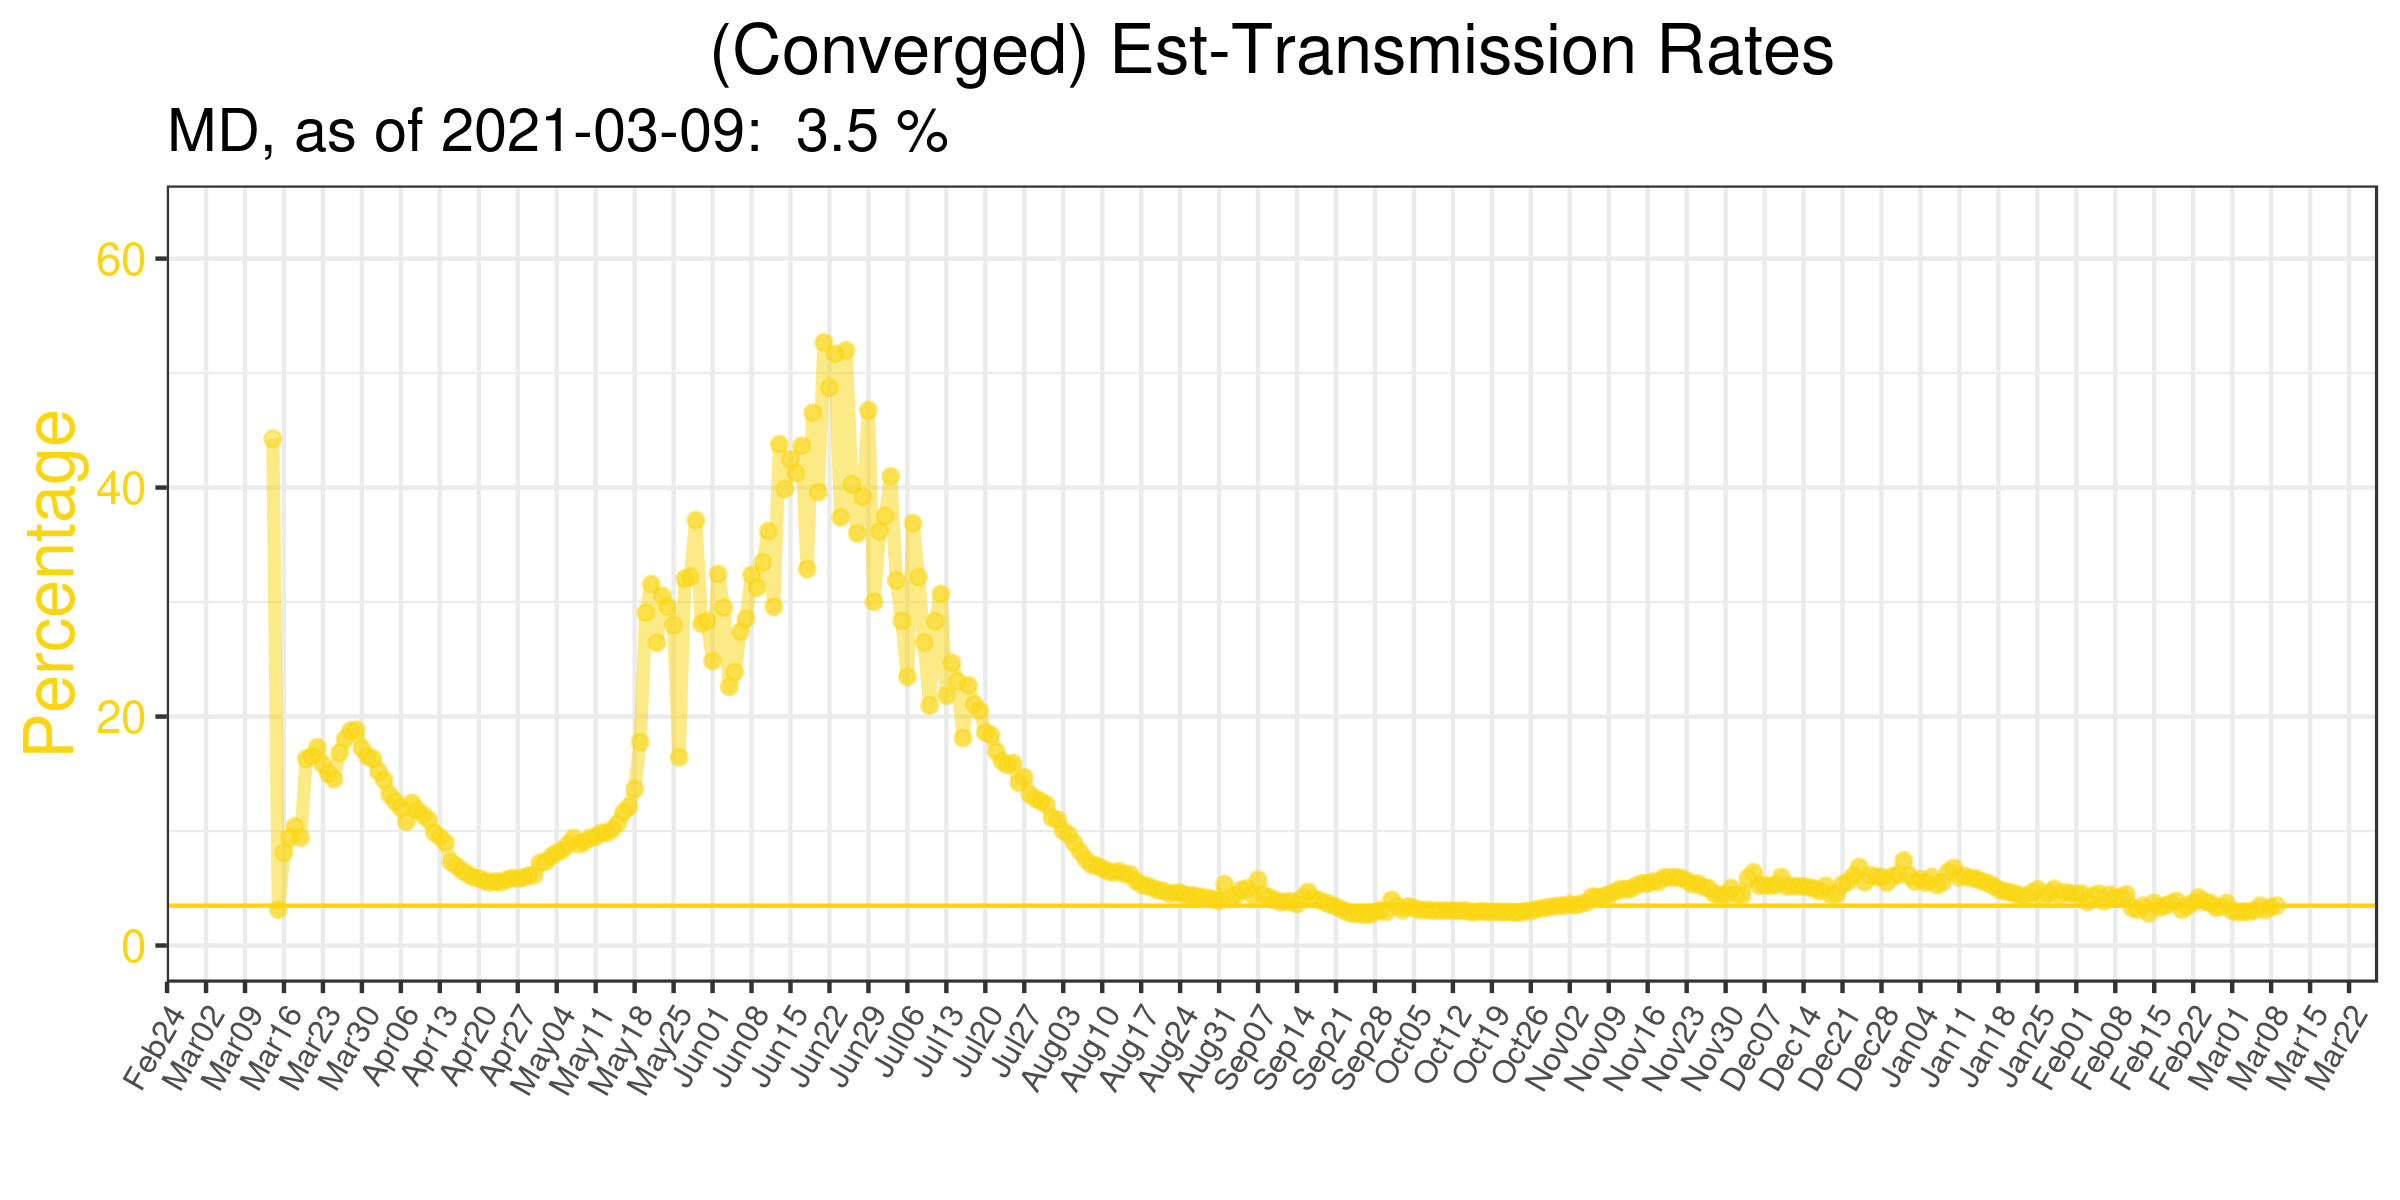 (Converged) Est-Transmission Rates
MD, as of 2021-03-09:  3.5 %
Percentage
60
40
20
0
Feb24
Mar02
Mar09
Mar16
Mar23
Mar30
Apr06
Apr13
Apr20
Apr27
May04
May11
May18
May25
Jun01
Jun08
Jun15
Jun22
Jun29
Jul06
Jul13
Jul20
Jul27
Aug03
Aug10
Aug17
Aug24
Aug31
Sep07
Sep14
Sep21
Sep28
Oct05
Oct12
Oct19
Oct26
Nov02
Nov09
Nov16
Nov23
Nov30
Dec07
Dec14
Dec21
Dec28
Jan04
Jan11
Jan18
Jan25
Feb01
Feb08
Feb15
Feb22
Mar01
Mar08
Mar15
Mar22